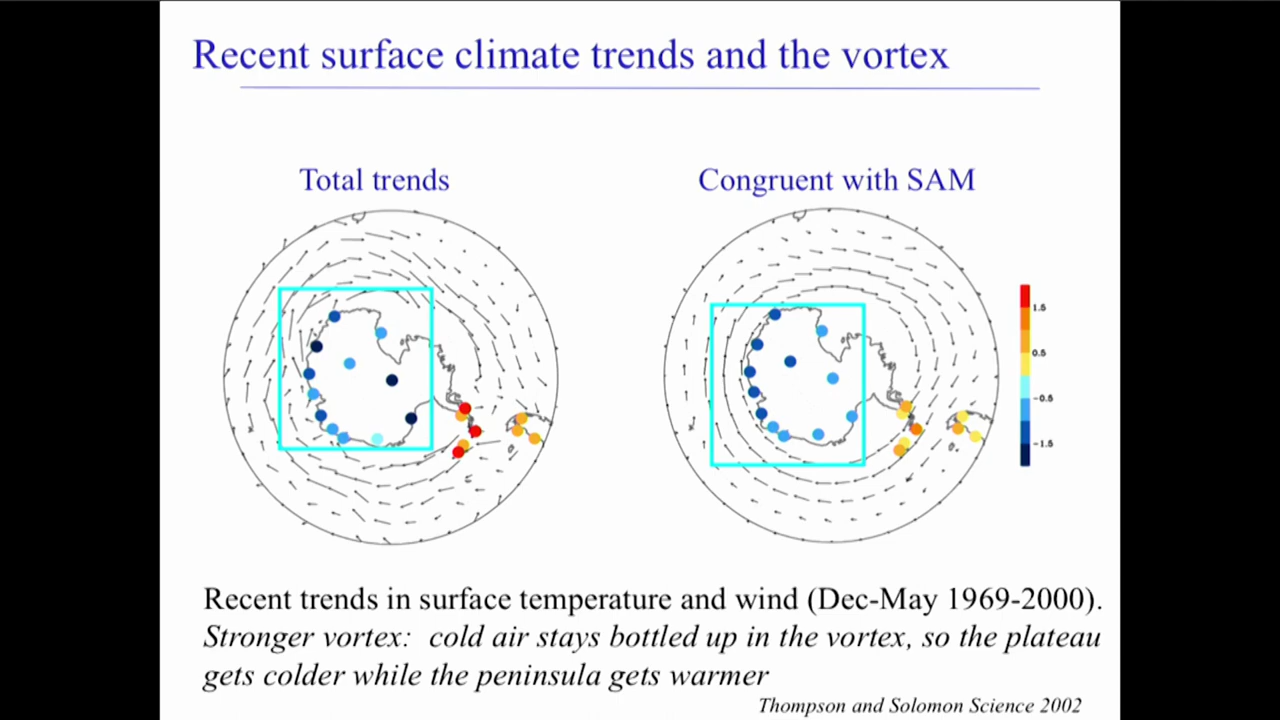 Recent surface climate trends and the vortex
Total trends
Congruent with SAM
1.5
0.5
-0.5
-1.5
Recent trends in surface temperature and wind (Dec-May 1969-2000).
Stronger vortex: cold air stays bottled up in the vortex, so the plateau
gets colder while the peninsula gets warmer
Thompson and Solomon Science 2002